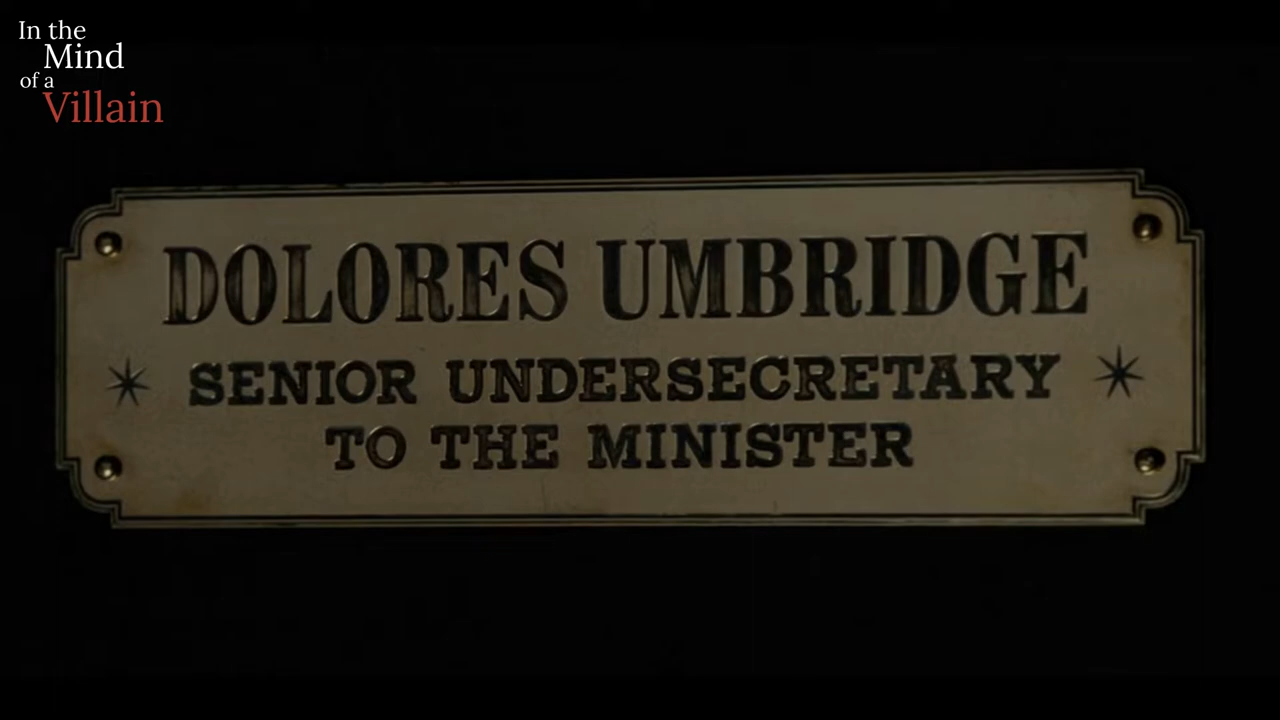 In the
Mind
of a
Villain
DOLORES UMBRIDGE
SENIOR UNDERSECRETARY
TO THE MINISTER